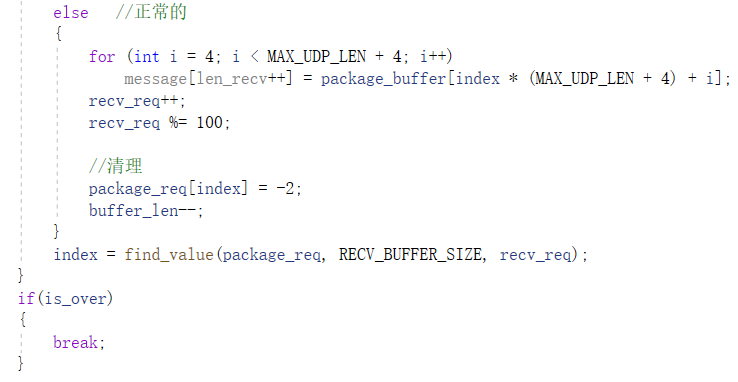 else   //正常的
{
for (int i = 4; i < MAX_UDP_LEN + 4; i++)
message[len_recv++] = package_buffer[index * (MAX_UDP_LEN + 4) + i];
recv_req++;
recv_req %= 100;
//清理
package_req[index] = -2;
buffer_len--;
}
index = find_value(package_req, RECV_BUFFER_SIZE, recv_req);
}
if(is_over)
{
break;
}